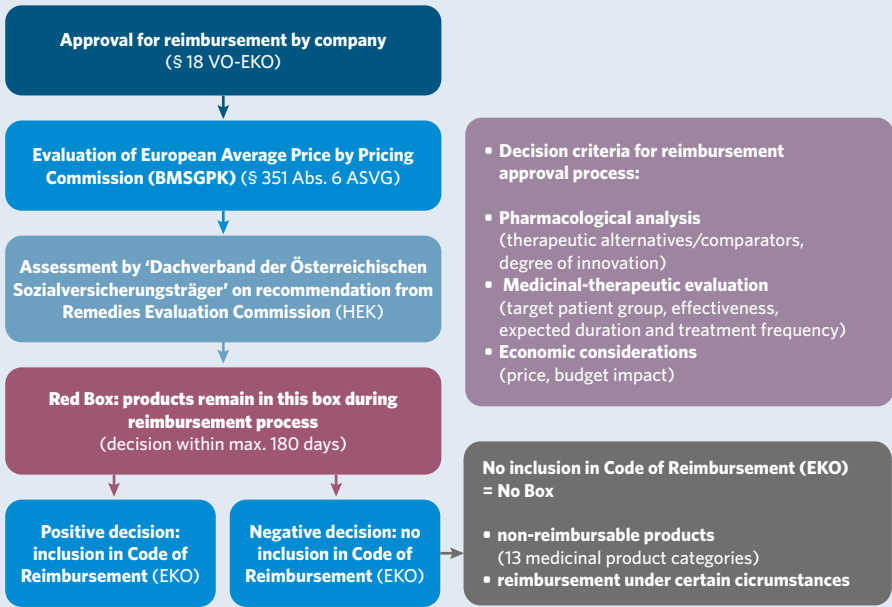 Approval for reimbursement by company
(§ 18 VO-EKO)
Evaluation of European Average Price by Pricing
Commission (BMSGPK) (§ 351 Abs. 6 ASVG)
Assessment by ‘Dachverband der Österreichischen
Sozialversicherungsträger’ on recommendation from
Remedies Evaluation Commission (HEK)
Red Box: products remain in this box during
reimbursement process
(decision within max. 180 days)
Positive decision:
inclusion in Code of
Reimbursement (EKO)
Negative decision: no
inclusion in Code of
Reimbursement (EKO)
▪ Decision criteria for reimbursement
approval process:
▪ Pharmacological analysis
(therapeutic alternatives/comparators,
degree of innovation)
▪ Medicinal-therapeutic evaluation
(target patient group, effectiveness,
expected duration and treatment frequency)
▪ Economic considerations
(price, budget impact)
No inclusion in Code of Reimbursement (EKO)
= No Box
▪ non-reimbursable products
(13 medicinal product categories)
▪ reimbursement under certain cicrumstances